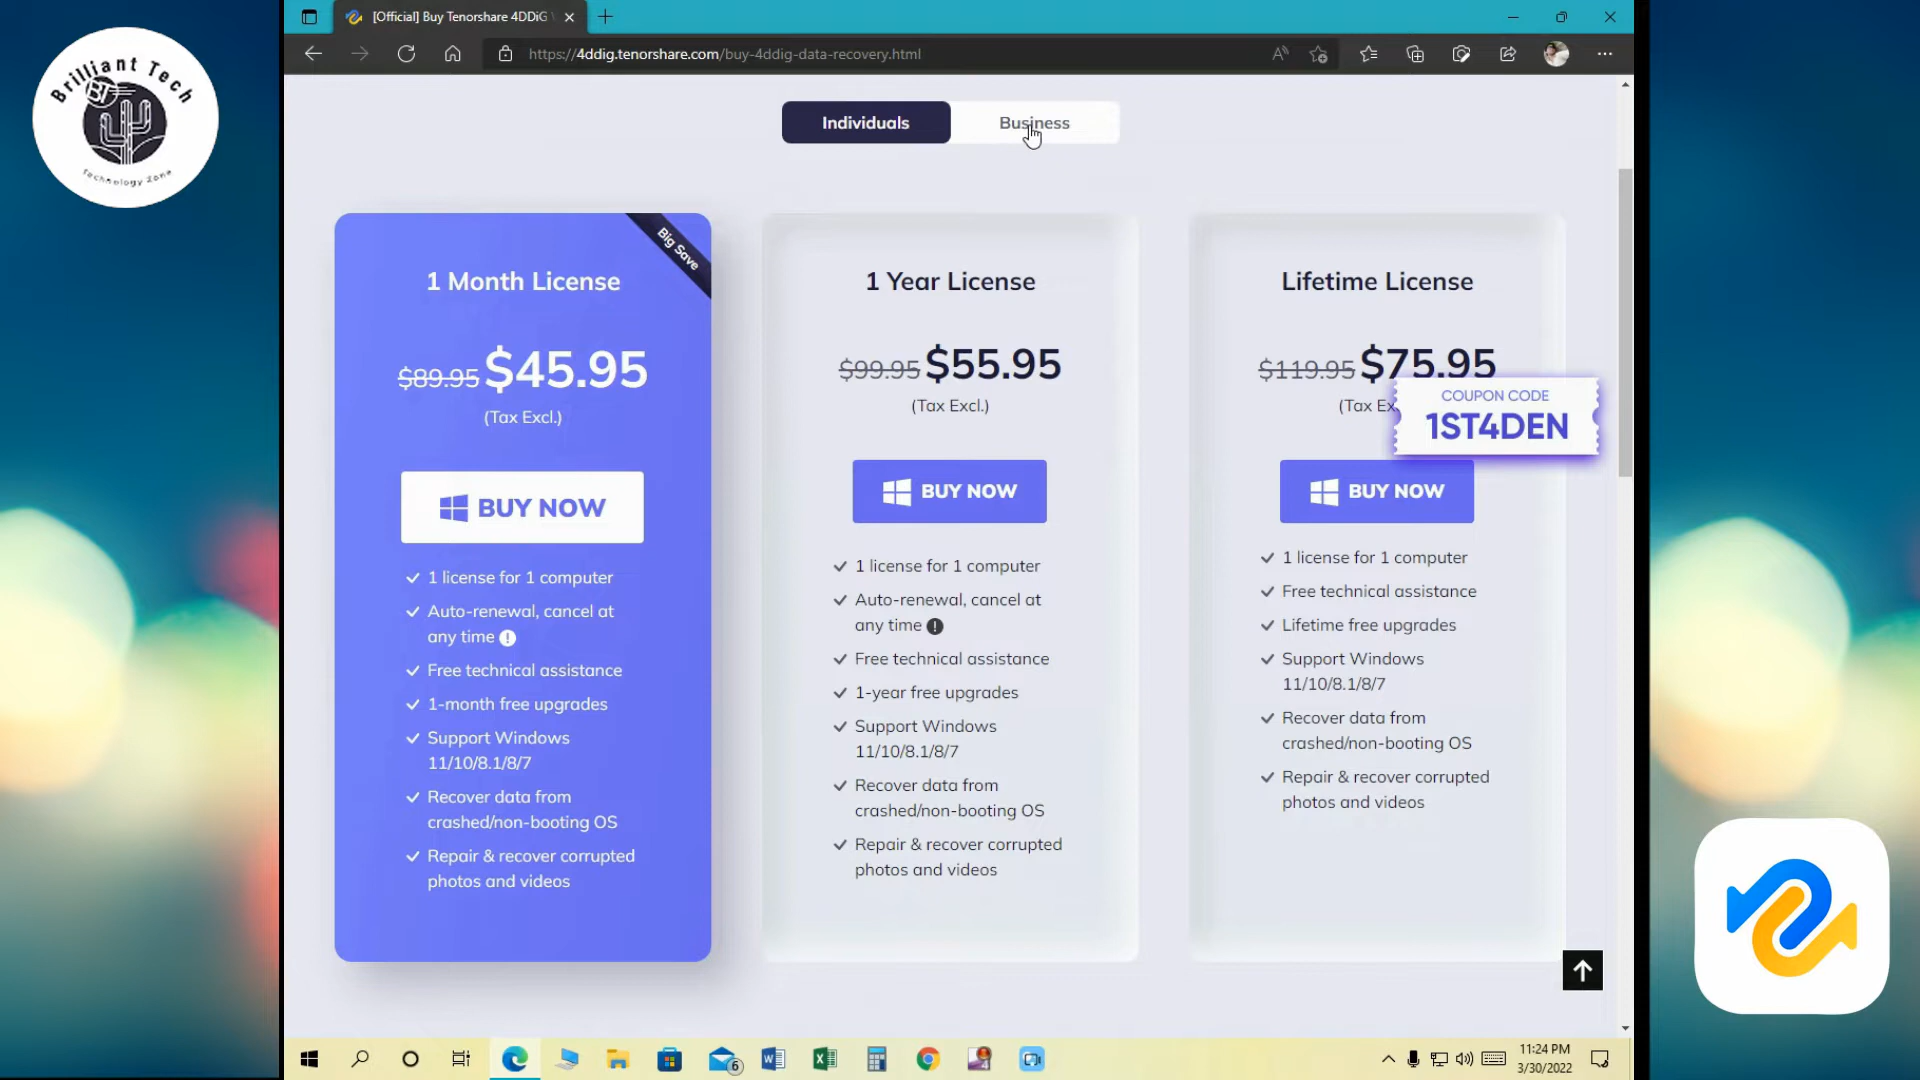 Brilliant Tech
BT
Technology Zone
[Official] Buy Tenorshare 4DDiG
https://4ddig.tenorshare.com/buy-4ddig-data-recovery.html
Individuals
Business
Big Save
1 Month License
$89.95 $45.95
(Tax Excl.)
BUY NOW
✓ 1 license for 1 computer
✓ Auto-renewal, cancel at
any time !
✓ Free technical assistance
✓ 1-month free upgrades
✓ Support Windows
11/10/8.1/8/7
✓ Recover data from
crashed/non-booting OS
✓ Repair & recover corrupted
photos and videos
1 Year License
$99.95 $55.95
(Tax Excl.)
BUY NOW
✓ 1 license for 1 computer
✓ Auto-renewal, cancel at
any time !
✓ Free technical assistance
✓ 1-year free upgrades
✓ Support Windows
11/10/8.1/8/7
✓ Recover data from
crashed/non-booting OS
✓ Repair & recover corrupted
photos and videos
Lifetime License
$119.95 $75.95
(Tax Ex
COUPON CODE
1ST4DEN
BUY NOW
✓ 1 license for 1 computer
✓ Free technical assistance
✓ Lifetime free upgrades
✓ Support Windows
11/10/8.1/8/7
✓ Recover data from
crashed/non-booting OS
✓ Repair & recover corrupted
photos and videos
6
11:24 PM
3/30/2022